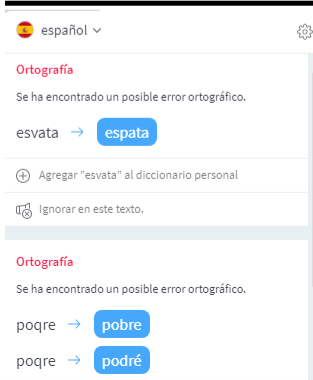 español
Ortografía
Se ha encontrado un posible error ortográfico.
esvata → espata
Agregar "esvata" al diccionario personal
Ignorar en este texto.
Ortografía
Se ha encontrado un posible error ortográfico.
poqre → pobre
poqre → podré